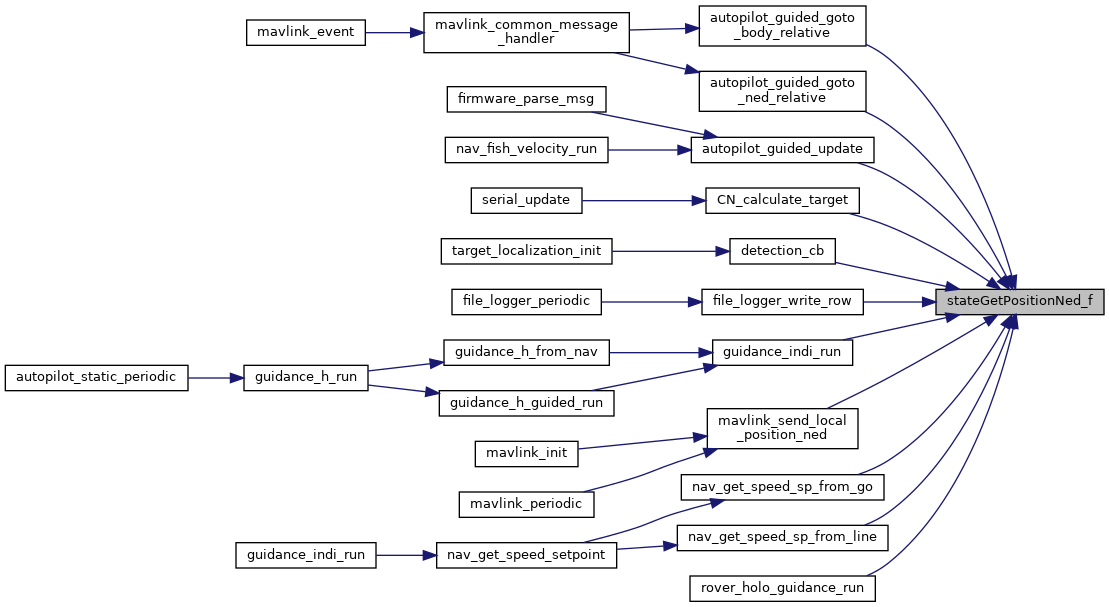 autopilot_guided_goto
_body_relative
mavlink_common_message
_handler
mavlink_event
autopilot_guided_goto
_ned_relative
firmware_parse_msg
autopilot_guided_update
nav_fish_velocity_run
CN_calculate_target
serial_update
detection_cb
target_localization_init
stateGetPositionNed_f
file_logger_write_row
file_logger_periodic
guidance_indi_run
guidance_h_from_nav
autopilot_static_periodic
guidance_h_run
guidance_h_guided_run
mavlink_send_local
_position_ned
mavlink_init
mavlink_periodic
nav_get_speed_sp_from_go
nav_get_speed_sp_from_line
nav_get_speed_setpoint
guidance_indi_run
rover_holo_guidance_run